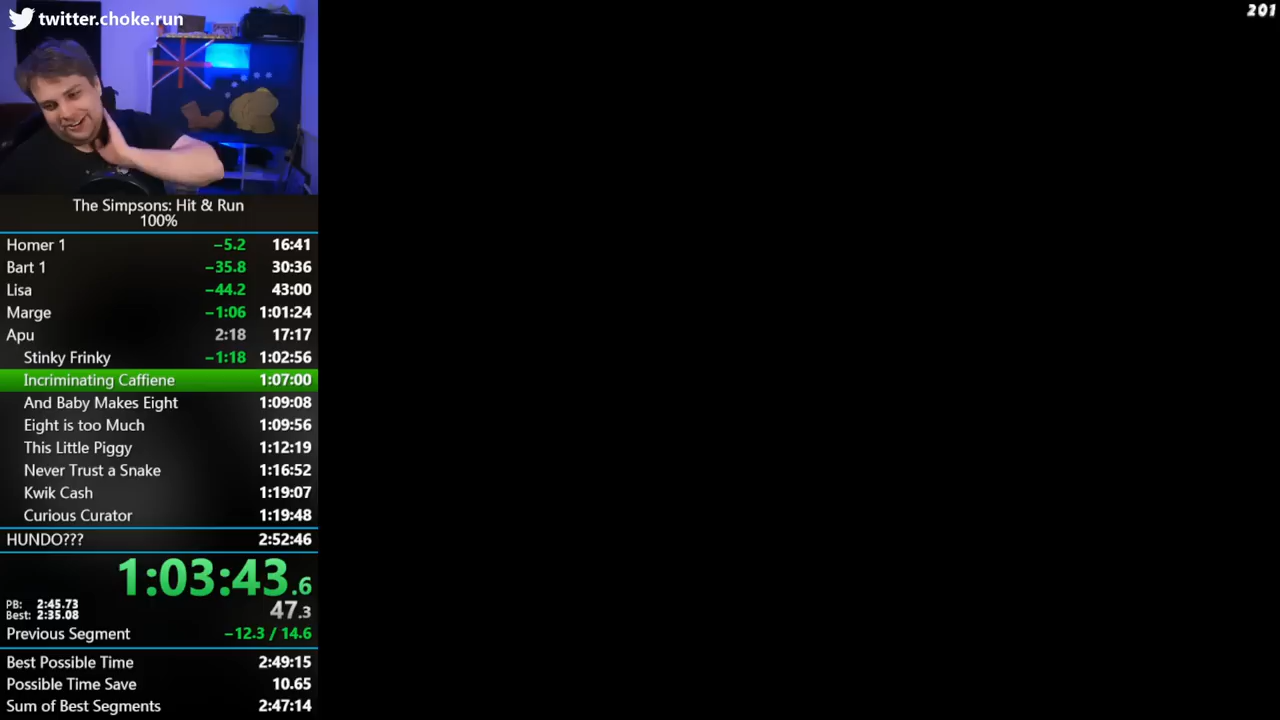 twitter.choke.run
201
The Simpsons: Hit & Run
100%
Homer 1 −5.2 16:41
Bart 1 −35.8 30:36
Lisa −44.2 43:00
Marge −1:06 1:01:24
Apu 2:18 17:17
Stinky Frinky −1:18 1:02:56
Incriminating Caffiene 1:07:00
And Baby Makes Eight 1:09:08
Eight is too Much 1:09:56
This Little Piggy 1:12:19
Never Trust a Snake 1:16:52
Kwik Cash 1:19:07
Curious Curator 1:19:48
HUNDO??? 2:52:46
1:03:43.6
PB: 2:45.73
Best: 2:35.08
47.3
Previous Segment −12.3 / 14.6
Best Possible Time 2:49:15
Possible Time Save 10.65
Sum of Best Segments 2:47:14